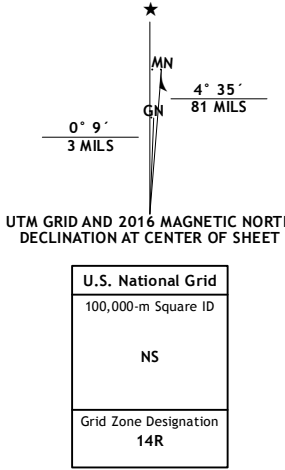 ★
MN
4° 35´
81 MILS
GN
0° 9´
3 MILS
UTM GRID AND 2016 MAGNETIC NORTH
DECLINATION AT CENTER OF SHEET
U.S. National Grid
100,000-m Square ID
NS
Grid Zone Designation
14R